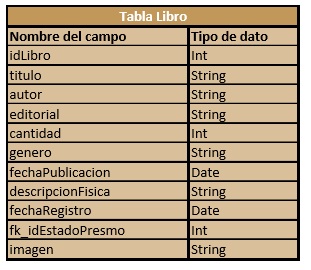 Tabla Libro
Nombre del campo Tipo de dato
idLibro Int
titulo String
autor String
editorial String
cantidad Int
genero String
fechaPublicacion Date
descripcionFisica String
fechaRegistro Date
fk_idEstadoPresmo Int
imagen String